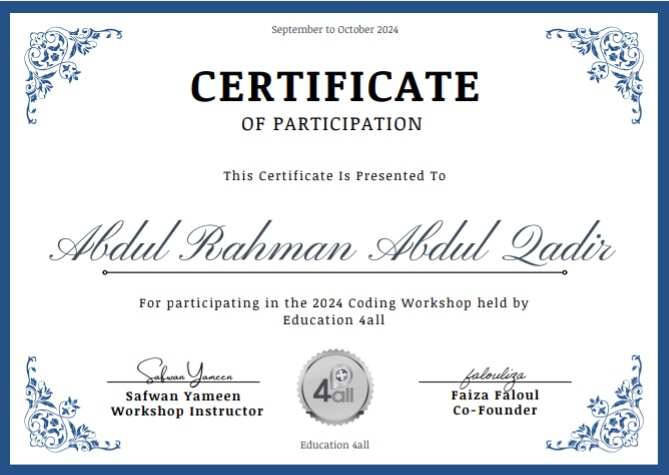 September to October 2024
CERTIFICATE
OF PARTICIPATION
This Certificate Is Presented To
Abdul Rahman Abdul Qadir
For participating in the 2024 Coding Workshop held by
Education 4all
Safwan Yameen
Safwan Yameen
Workshop Instructor
4all
falouliza
Faiza Faloul
Co-Founder
Education 4all